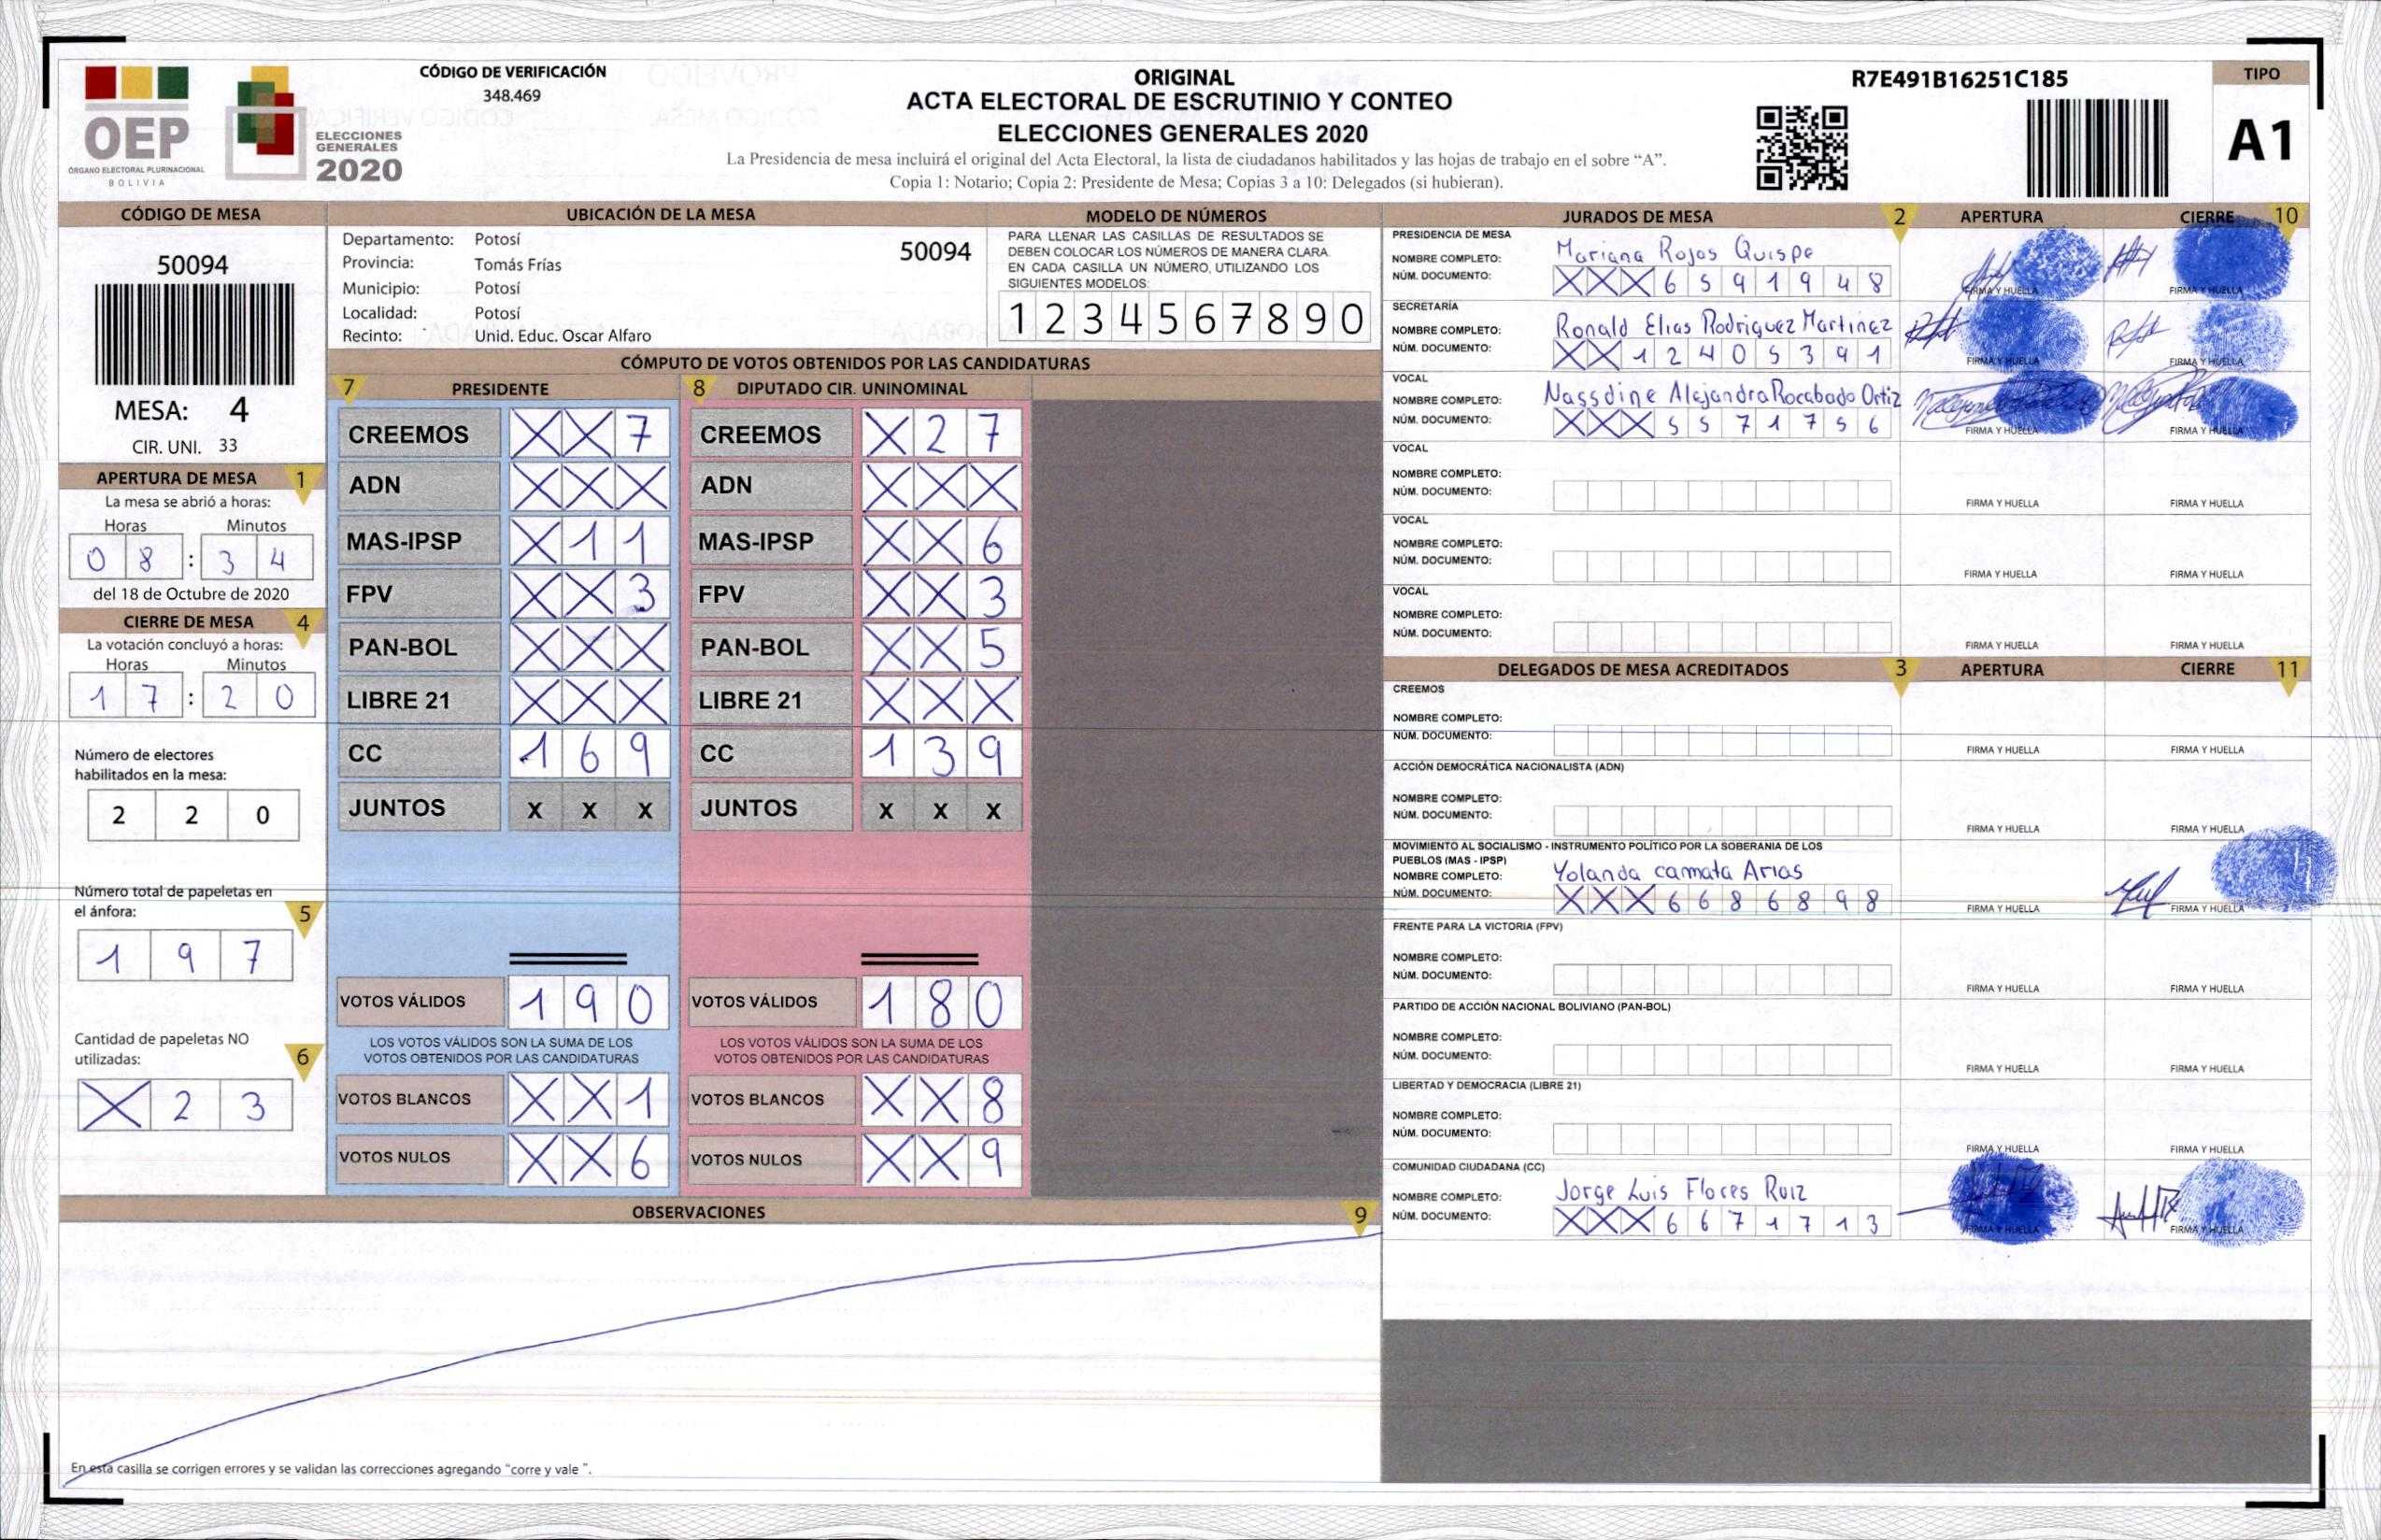 OEP
ÓRGANO ELECTORAL PLURINACIONAL
BOLIVIA
ELECCIONES
GENERALES
2020
CÓDIGO DE VERIFICACIÓN
348.469
ORIGINAL
ACTA ELECTORAL DE ESCRUTINIO Y CONTEO
ELECCIONES GENERALES 2020
La Presidencia de mesa incluirá el original del Acta Electoral, la lista de ciudadanos habilitados y las hojas de trabajo en el sobre “A”.
Copia 1: Notario; Copia 2: Presidente de Mesa; Copias 3 a 10: Delegados (si hubieran).
R7E491B16251C185
TIPO
A1
CÓDIGO DE MESA
50094
MESA: 4
CIR. UNI. 33
APERTURA DE MESA 1
La mesa se abrió a horas:
Horas Minutos
0 8 : 3 4
del 18 de Octubre de 2020
CIERRE DE MESA 4
La votación concluyó a horas:
Horas Minutos
1 7 : 2 0
Número de electores
habilitados en la mesa:
2 2 0
Número total de papeletas en
el ánfora: 5
1 9 7
Cantidad de papeletas NO
utilizadas: 6
X 2 3
UBICACIÓN DE LA MESA
Departamento: Potosí 50094
Provincia: Tomás Frías
Municipio: Potosí
Localidad: Potosí
Recinto: Unid. Educ. Oscar Alfaro
MODELO DE NÚMEROS
PARA LLENAR LAS CASILLAS DE RESULTADOS SE
DEBEN COLOCAR LOS NÚMEROS DE MANERA CLARA.
EN CADA CASILLA UN NÚMERO, UTILIZANDO LOS
SIGUIENTES MODELOS:
1 2 3 4 5 6 7 8 9 0
CÓMPUTO DE VOTOS OBTENIDOS POR LAS CANDIDATURAS
7 PRESIDENTE
CREEMOS X X 7
ADN X X X
MAS-IPSP X 1 1
FPV X X 3
PAN-BOL X X X
LIBRE 21 X X X
CC 1 6 9
JUNTOS X X X
VOTOS VÁLIDOS 1 9 0
LOS VOTOS VÁLIDOS SON LA SUMA DE LOS
VOTOS OBTENIDOS POR LAS CANDIDATURAS
VOTOS BLANCOS X X 1
VOTOS NULOS X X 6
8 DIPUTADO CIR. UNINOMINAL
CREEMOS X 2 7
ADN X X X
MAS-IPSP X X 6
FPV X X 3
PAN-BOL X X 5
LIBRE 21 X X X
CC 1 3 9
JUNTOS X X X
VOTOS VÁLIDOS 1 8 0
LOS VOTOS VÁLIDOS SON LA SUMA DE LOS
VOTOS OBTENIDOS POR LAS CANDIDATURAS
VOTOS BLANCOS X X 8
VOTOS NULOS X X 9
OBSERVACIONES 9
En esta casilla se corrigen errores y se validan las correcciones agregando “corre y vale ”.
JURADOS DE MESA 2 APERTURA CIERRE 10
PRESIDENCIA DE MESA
NOMBRE COMPLETO: Mariana Rojas Quispe
NÚM. DOCUMENTO: X X X 6 5 9 1 9 4 8 FIRMA Y HUELLA FIRMA Y HUELLA
SECRETARÍA
NOMBRE COMPLETO: Ronald Elias Rodriguez Martinez
NÚM. DOCUMENTO: X X 1 2 4 0 5 3 9 1 FIRMA Y HUELLA FIRMA Y HUELLA
VOCAL
NOMBRE COMPLETO: Nassdine Alejandra Rocabado Ortiz
NÚM. DOCUMENTO: X X X 5 5 7 1 7 5 6 FIRMA Y HUELLA FIRMA Y HUELLA
VOCAL
NOMBRE COMPLETO:
NÚM. DOCUMENTO: FIRMA Y HUELLA FIRMA Y HUELLA
VOCAL
NOMBRE COMPLETO:
NÚM. DOCUMENTO: FIRMA Y HUELLA FIRMA Y HUELLA
VOCAL
NOMBRE COMPLETO:
NÚM. DOCUMENTO: FIRMA Y HUELLA FIRMA Y HUELLA
DELEGADOS DE MESA ACREDITADOS 3 APERTURA CIERRE 11
CREEMOS
NOMBRE COMPLETO:
NÚM. DOCUMENTO: FIRMA Y HUELLA FIRMA Y HUELLA
ACCIÓN DEMOCRÁTICA NACIONALISTA (ADN)
NOMBRE COMPLETO:
NÚM. DOCUMENTO: FIRMA Y HUELLA FIRMA Y HUELLA
MOVIMIENTO AL SOCIALISMO - INSTRUMENTO POLÍTICO POR LA SOBERANIA DE LOS
PUEBLOS (MAS - IPSP)
NOMBRE COMPLETO: Yolanda camata Arias
NÚM. DOCUMENTO: X X X 6 6 8 6 8 9 8 FIRMA Y HUELLA FIRMA Y HUELLA
FRENTE PARA LA VICTORIA (FPV)
NOMBRE COMPLETO:
NÚM. DOCUMENTO: FIRMA Y HUELLA FIRMA Y HUELLA
PARTIDO DE ACCIÓN NACIONAL BOLIVIANO (PAN-BOL)
NOMBRE COMPLETO:
NÚM. DOCUMENTO: FIRMA Y HUELLA FIRMA Y HUELLA
LIBERTAD Y DEMOCRACIA (LIBRE 21)
NOMBRE COMPLETO:
NÚM. DOCUMENTO: FIRMA Y HUELLA FIRMA Y HUELLA
COMUNIDAD CIUDADANA (CC)
NOMBRE COMPLETO: Jorge Luis Flores Ruiz
NÚM. DOCUMENTO: X X X 6 6 7 1 7 1 3 FIRMA Y HUELLA FIRMA Y HUELLA